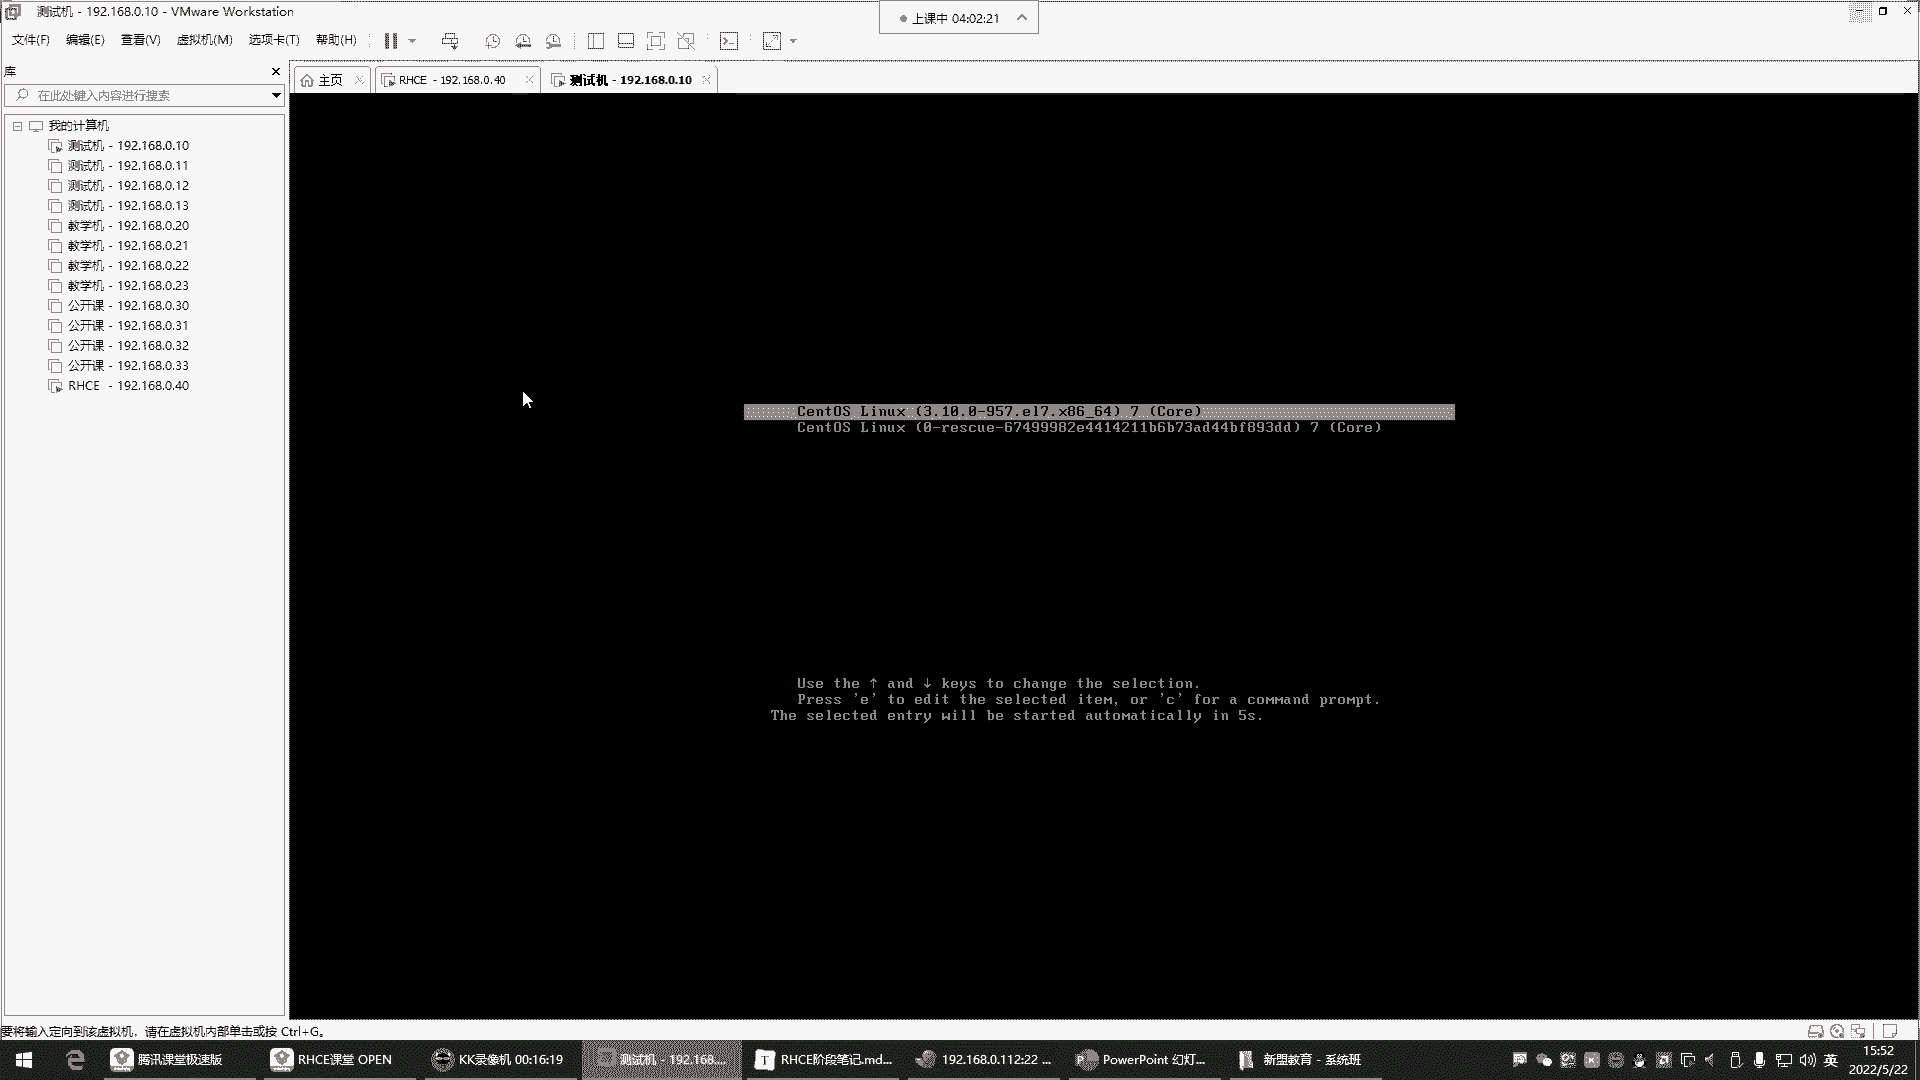 测试机 - 192.168.0.10 - VMware Workstation
上课中 04:02:21
文件(F) 编辑(E) 查看(V) 虚拟机(M) 选项卡(T) 帮助(H)
库
在此处键入内容进行搜索
主页
RHCE - 192.168.0.40
测试机 - 192.168.0.10
我的计算机
测试机 - 192.168.0.10
测试机 - 192.168.0.11
测试机 - 192.168.0.12
测试机 - 192.168.0.13
教学机 - 192.168.0.20
教学机 - 192.168.0.21
教学机 - 192.168.0.22
教学机 - 192.168.0.23
公开课 - 192.168.0.30
公开课 - 192.168.0.31
公开课 - 192.168.0.32
公开课 - 192.168.0.33
RHCE - 192.168.0.40
CentOS Linux (3.10.0-957.el7.x86_64) 7 (Core)
CentOS Linux (0-rescue-67499982e4414211b6b73ad44bf893dd) 7 (Core)
Use the ↑ and ↓ keys to change the selection.
Press 'e' to edit the selected item, or 'c' for a command prompt.
The selected entry will be started automatically in 5s.
要将输入定向到该虚拟机，请在虚拟机内部单击或按 Ctrl+G。
腾讯课堂极速版
RHCE课堂 OPEN
KK录像机 00:16:19
测试机 - 192.168....
RHCE阶段笔记.md...
192.168.0.112:22 ...
PowerPoint 幻灯...
新盟教育 - 系统班
英
15:52
2022/5/22